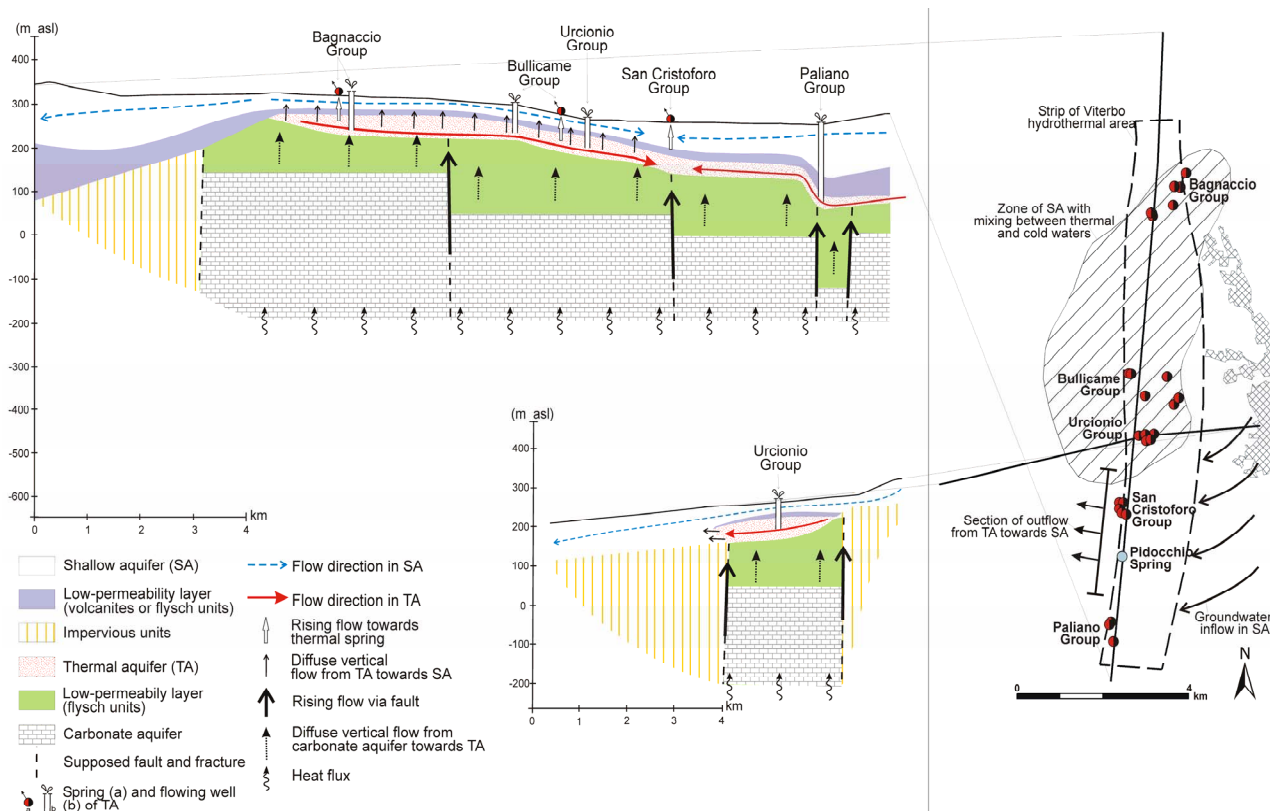 (m_asl)
400
300
200
100
0
-100
-200
-300
-400
-500
-600
0
1
2
3
4
km
Bagnaccio
Group
Bullicame
Group
Urcionio
Group
San Cristoforo
Group
Paliano
Group
(m_asl)
400
300
200
100
0
-100
-200
0
1
2
3
4
km
Urcionio
Group
Shallow aquifer (SA)
Low-permeability layer
(volcanites or flysch units)
Impervious units
Thermal aquifer (TA)
Low-permeabily layer
(flysch units)
Carbonate aquifer
Supposed fault and fracture
Spring (a) and flowing well
(b) of TA
a
b
Flow direction in SA
Flow direction in TA
Rising flow towards
thermal spring
Diffuse vertical
flow from TA towards SA
Rising flow via fault
Diffuse vertical flow from
carbonate aquifer towards TA
Heat flux
Strip of Viterbo
hydrothermal area
Zone of SA with
mixing between thermal
and cold waters
Bagnaccio
Group
Bullicame
Group
Urcionio
Group
San
Cristoforo
Group
Section of outflow
from TA towards SA
Pidocchio
Spring
Paliano
Group
Groundwater
inflow in SA
N
0
4
km